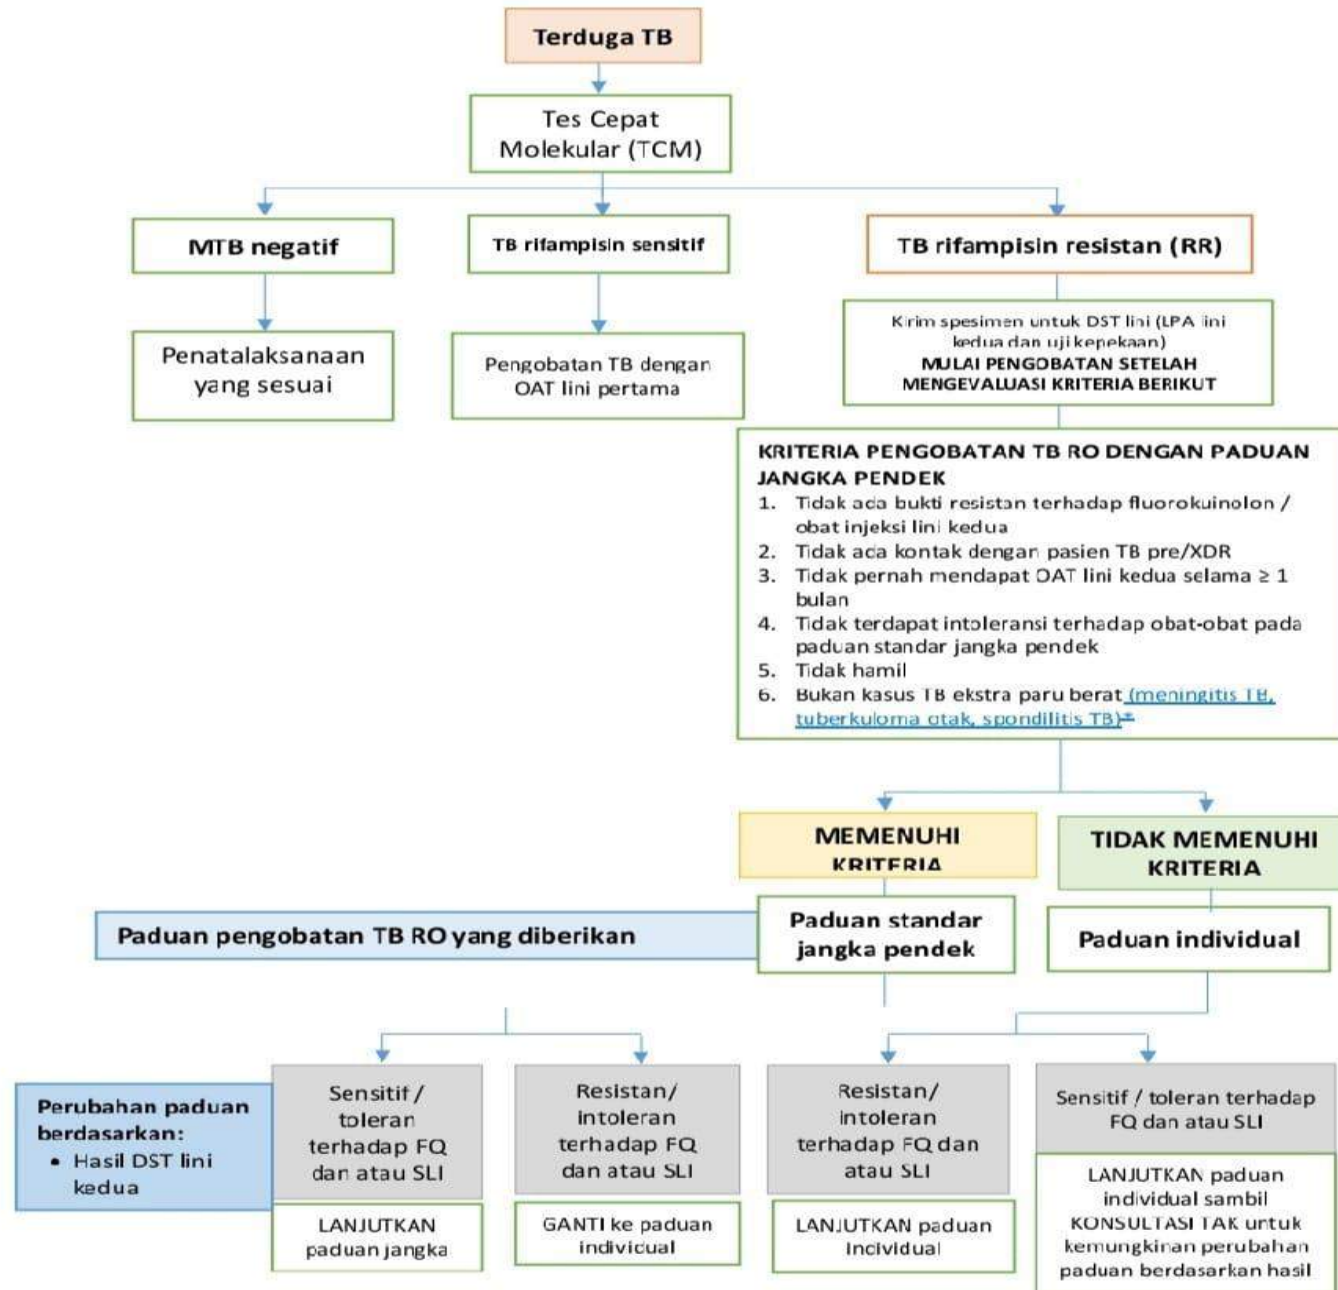 Terduga TB
Tes Cepat
Molekular (TCM)
MTB negatif
TB rifampisin sensitif
TB rifampisin resistan (RR)
Penatalaksanaan
yang sesuai
Pengobatan TB dengan
OAT lini pertama
Kirim spesimen untuk DST lini (LPA lini
kedua dan uji kepekaan)
MULAI PENGOBATAN SETELAH
MENGEVALUASI KRITERIA BERIKUT
KRITERIA PENGOBATAN TB RO DENGAN PADUAN
JANGKA PENDEK
1. Tidak ada bukti resistan terhadap fluorokuinolon /
obat injeksi lini kedua
2. Tidak ada kontak dengan pasien TB pre/XDR
3. Tidak pernah mendapat OAT lini kedua selama ≥ 1
bulan
4. Tidak terdapat intoleransi terhadap obat-obat pada
paduan standar jangka pendek
5. Tidak hamil
6. Bukan kasus TB ekstra paru berat (meningitis TB,
tuberkuloma otak, spondilitis TB)*
MEMENUHI
KRITERIA
TIDAK MEMENUHI
KRITERIA
Paduan pengobatan TB RO yang diberikan
Paduan standar
jangka pendek
Paduan individual
Perubahan paduan
berdasarkan:
• Hasil DST lini
kedua
Sensitif /
toleran
terhadap FQ
dan atau SLI
LANJUTKAN
paduan jangka
Resistan/
intoleran
terhadap FQ
dan atau SLI
GANTI ke paduan
individual
Resistan/
intoleran
terhadap FQ dan
atau SLI
LANJUTKAN paduan
individual
Sensitif / toleran terhadap
FQ dan atau SLI
LANJUTKAN paduan
individual sambil
KONSULTASI TAK untuk
kemungkinan perubahan
paduan berdasarkan hasil